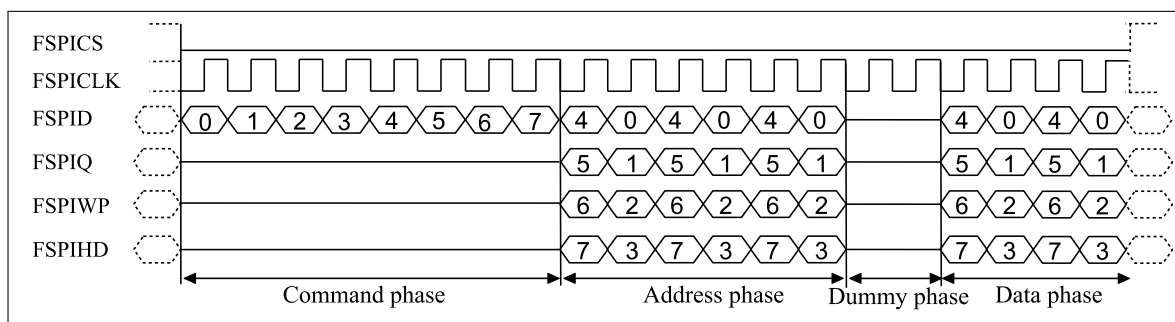 FSPICS
FSPICLK
FSPID 0 1 2 3 4 5 6 7 4 0 4 0 4 0 4 0 4 0
FSPIQ 5 1 5 1 5 1 5 1 5 1
FSPIWP 6 2 6 2 6 2 6 2 6 2
FSPIHD 7 3 7 3 7 3 7 3 7 3
Command phase Address phase Dummy phase Data phase